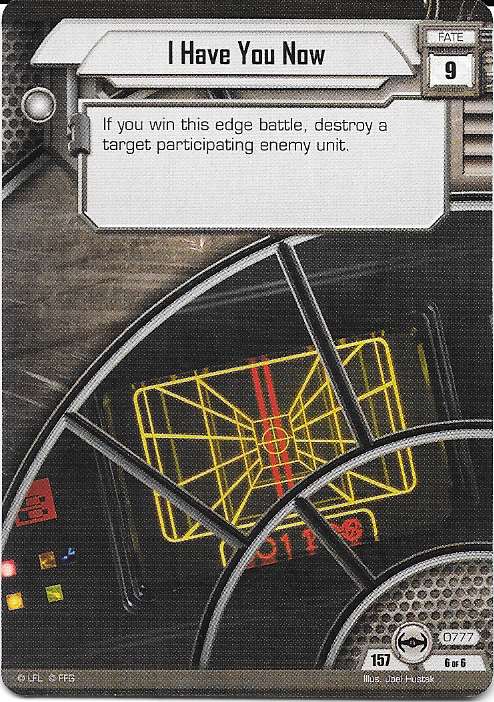 I Have You Now
FATE
9
If you win this edge battle, destroy a
target participating enemy unit.
0777
157
6 OF 6
© LFL © FFG
Illus. Joel Hustak